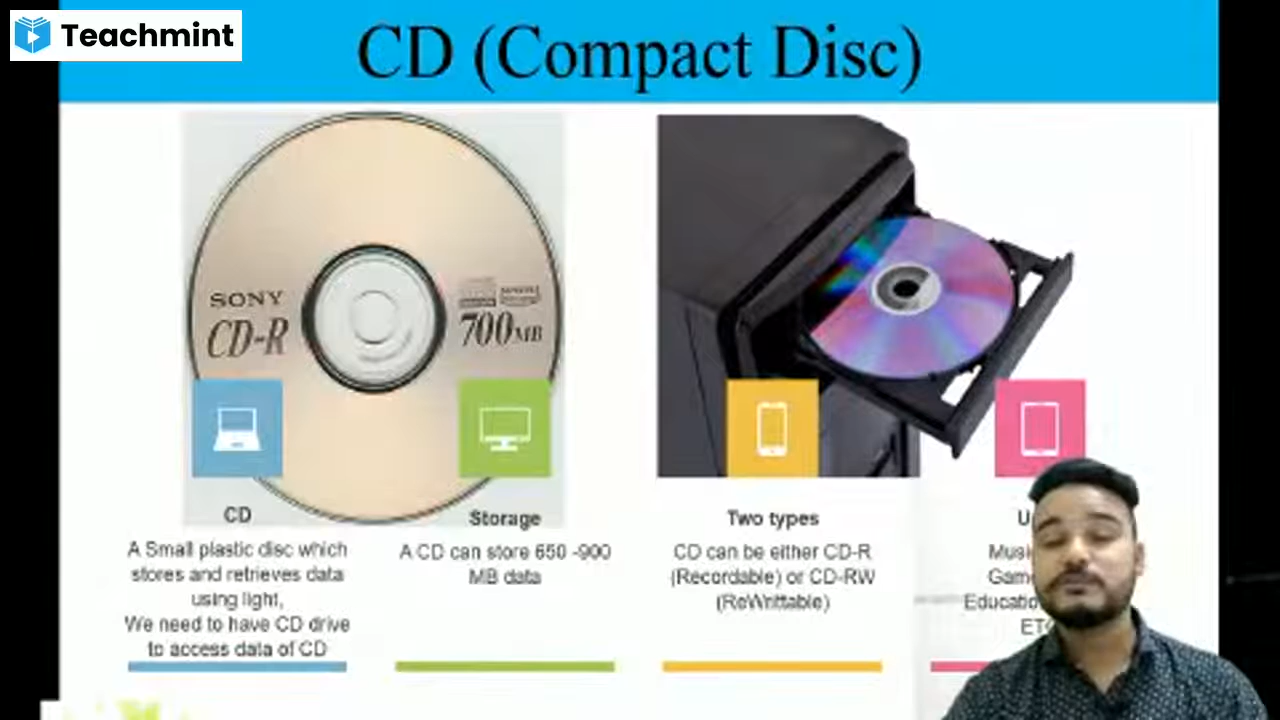 Teachmint
CD (Compact Disc)
SONY
CD-R
700MB
CD
A Small plastic disc which
stores and retrieves data
using light,
We need to have CD drive
to access data of CD
Storage
A CD can store 650 -900
MB data
Two types
CD can be either CD-R
(Recordable) or CD-RW
(ReWrittable)